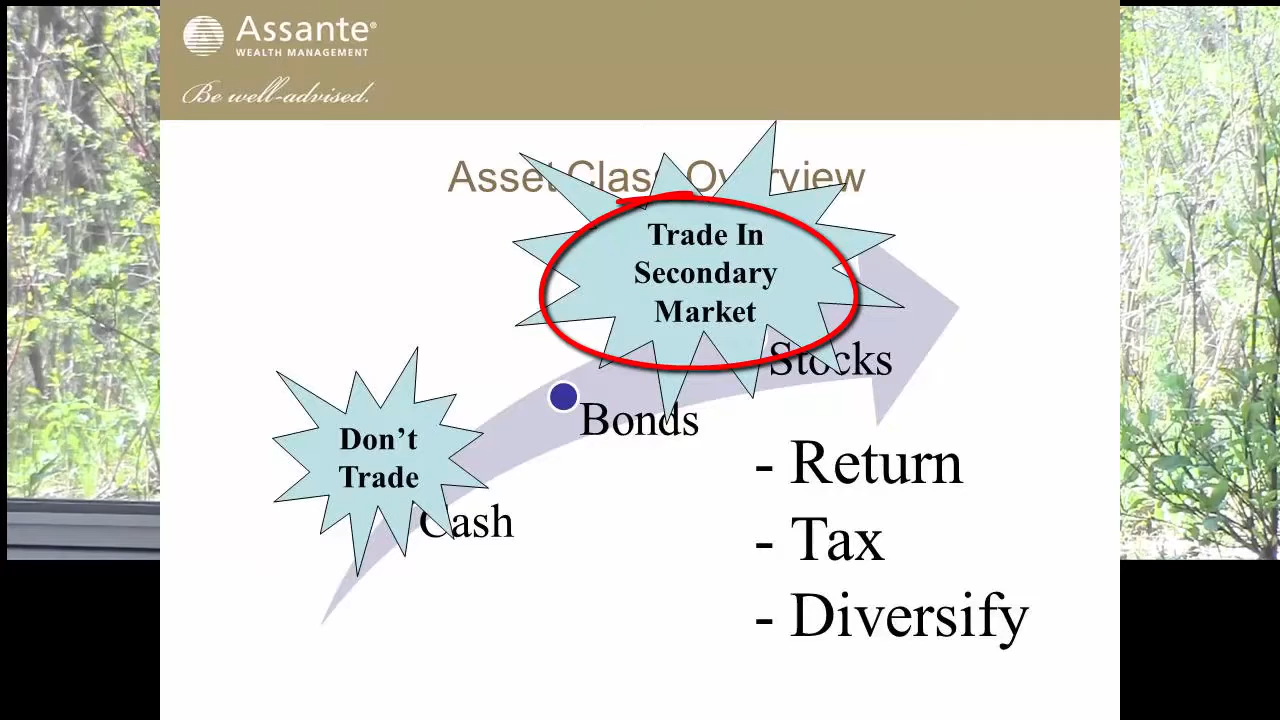 Assante®
WEALTH MANAGEMENT
Be well-advised.
Asset Class Overview
Trade In
Secondary
Market
Stocks
Bonds
Don’t
Trade
Cash
- Return
- Tax
- Diversify